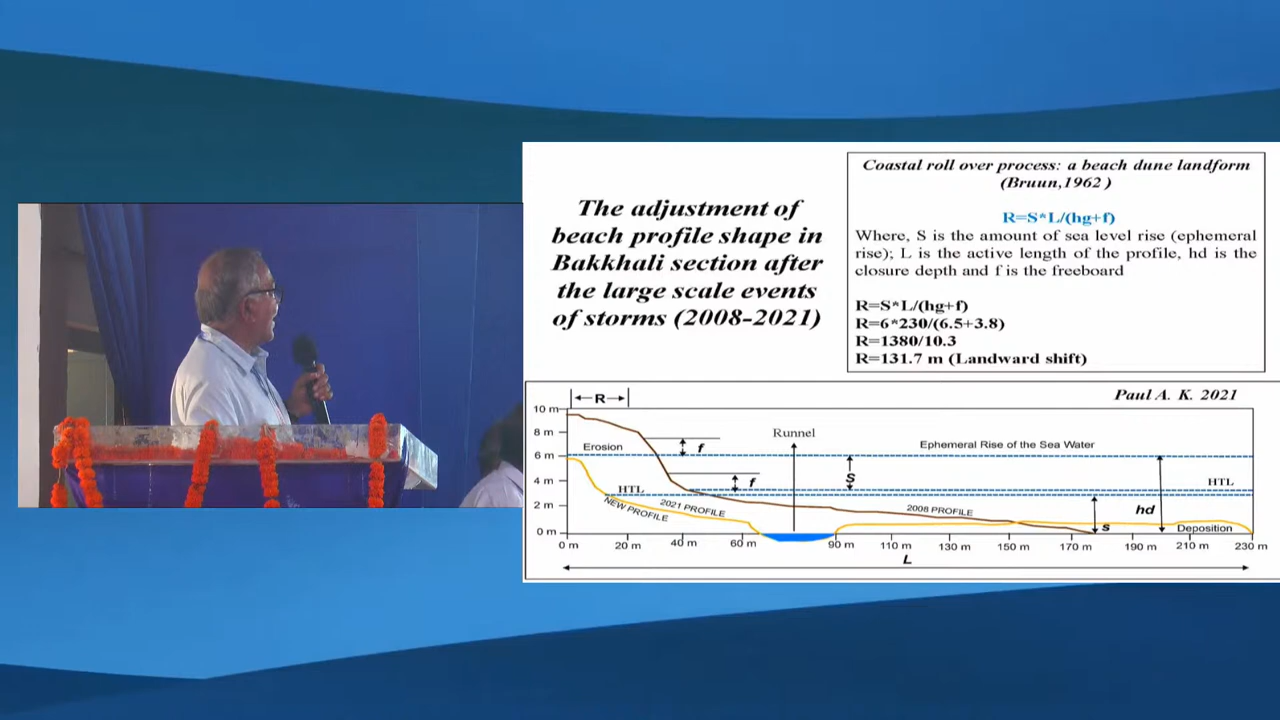 The adjustment of
beach profile shape in
Bakkhali section after
the large scale events
of storms (2008-2021)
Coastal roll over process: a beach dune landform
(Bruun,1962 )
R=S*L/(hg+f)
Where, S is the amount of sea level rise (ephemeral
rise); L is the active length of the profile, hd is the
closure depth and f is the freeboard
R=S*L/(hg+f)
R=6*230/(6.5+3.8)
R=1380/10.3
R=131.7 m (Landward shift)
Paul A. K. 2021
R
10 m
8 m
6 m
4 m
2 m
0 m
Erosion
f
f
Runnel
Ephemeral Rise of the Sea Water
S
HTL
HTL
NEW PROFILE
2021 PROFILE
2008 PROFILE
s
hd
Deposition
0 m 20 m 40 m 60 m 90 m 110 m 130 m 150 m 170 m 190 m 210 m 230 m
L